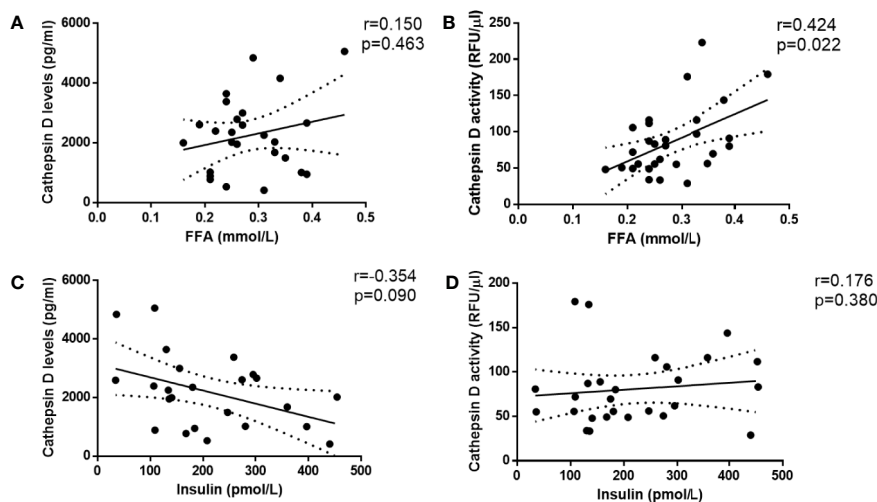 A
r=0.150
p=0.463
Cathepsin D levels (pg/ml)
6000
4000
2000
0
0.0 0.1 0.2 0.3 0.4 0.5
FFA (mmol/L)
B
r=0.424
p=0.022
Cathepsin D activity (RFU/µl)
250
200
150
100
50
0
0.0 0.1 0.2 0.3 0.4 0.5
FFA (mmol/L)
C
r=-0.354
p=0.090
Cathepsin D levels (pg/ml)
6000
4000
2000
0
0 100 200 300 400 500
Insulin (pmol/L)
D
r=0.176
p=0.380
Cathepsin D activity (RFU/µl)
200
150
100
50
0
0 100 200 300 400 500
Insulin (pmol/L)